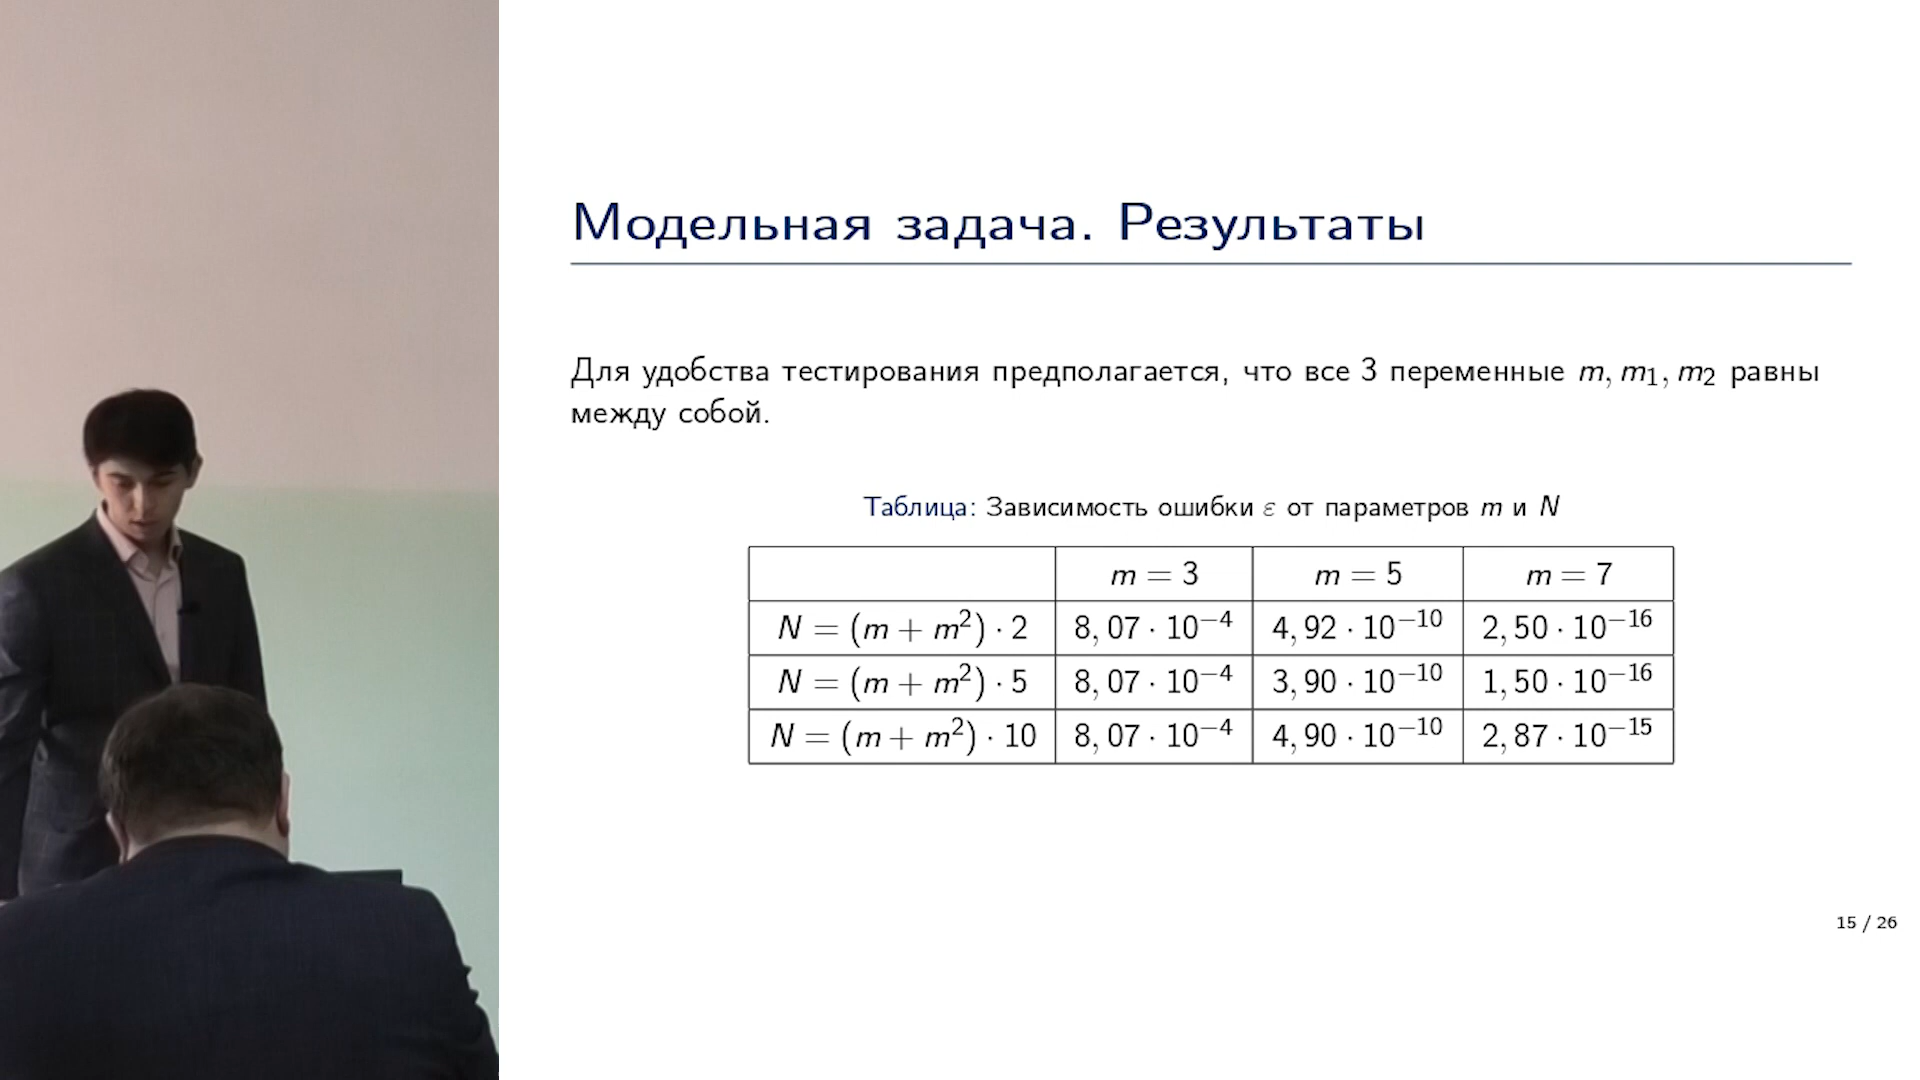 Модельная задача. Результаты
Для удобства тестирования предполагается, что все 3 переменные m, m₁, m₂ равны
между собой.
Таблица: Зависимость ошибки ε от параметров m и N
m = 3 m = 5 m = 7
N = (m + m²) · 2 8, 07 · 10⁻⁴ 4, 92 · 10⁻¹⁰ 2, 50 · 10⁻¹⁶
N = (m + m²) · 5 8, 07 · 10⁻⁴ 3, 90 · 10⁻¹⁰ 1, 50 · 10⁻¹⁶
N = (m + m²) · 10 8, 07 · 10⁻⁴ 4, 90 · 10⁻¹⁰ 2, 87 · 10⁻¹⁵
15 / 26